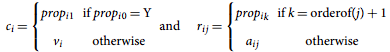 c_i = { prop_{i1} if prop_{i0} = Y
v_i otherwise
and r_{ij} = { prop_{ik} if k = orderof(j) + 1
a_{ij} otherwise